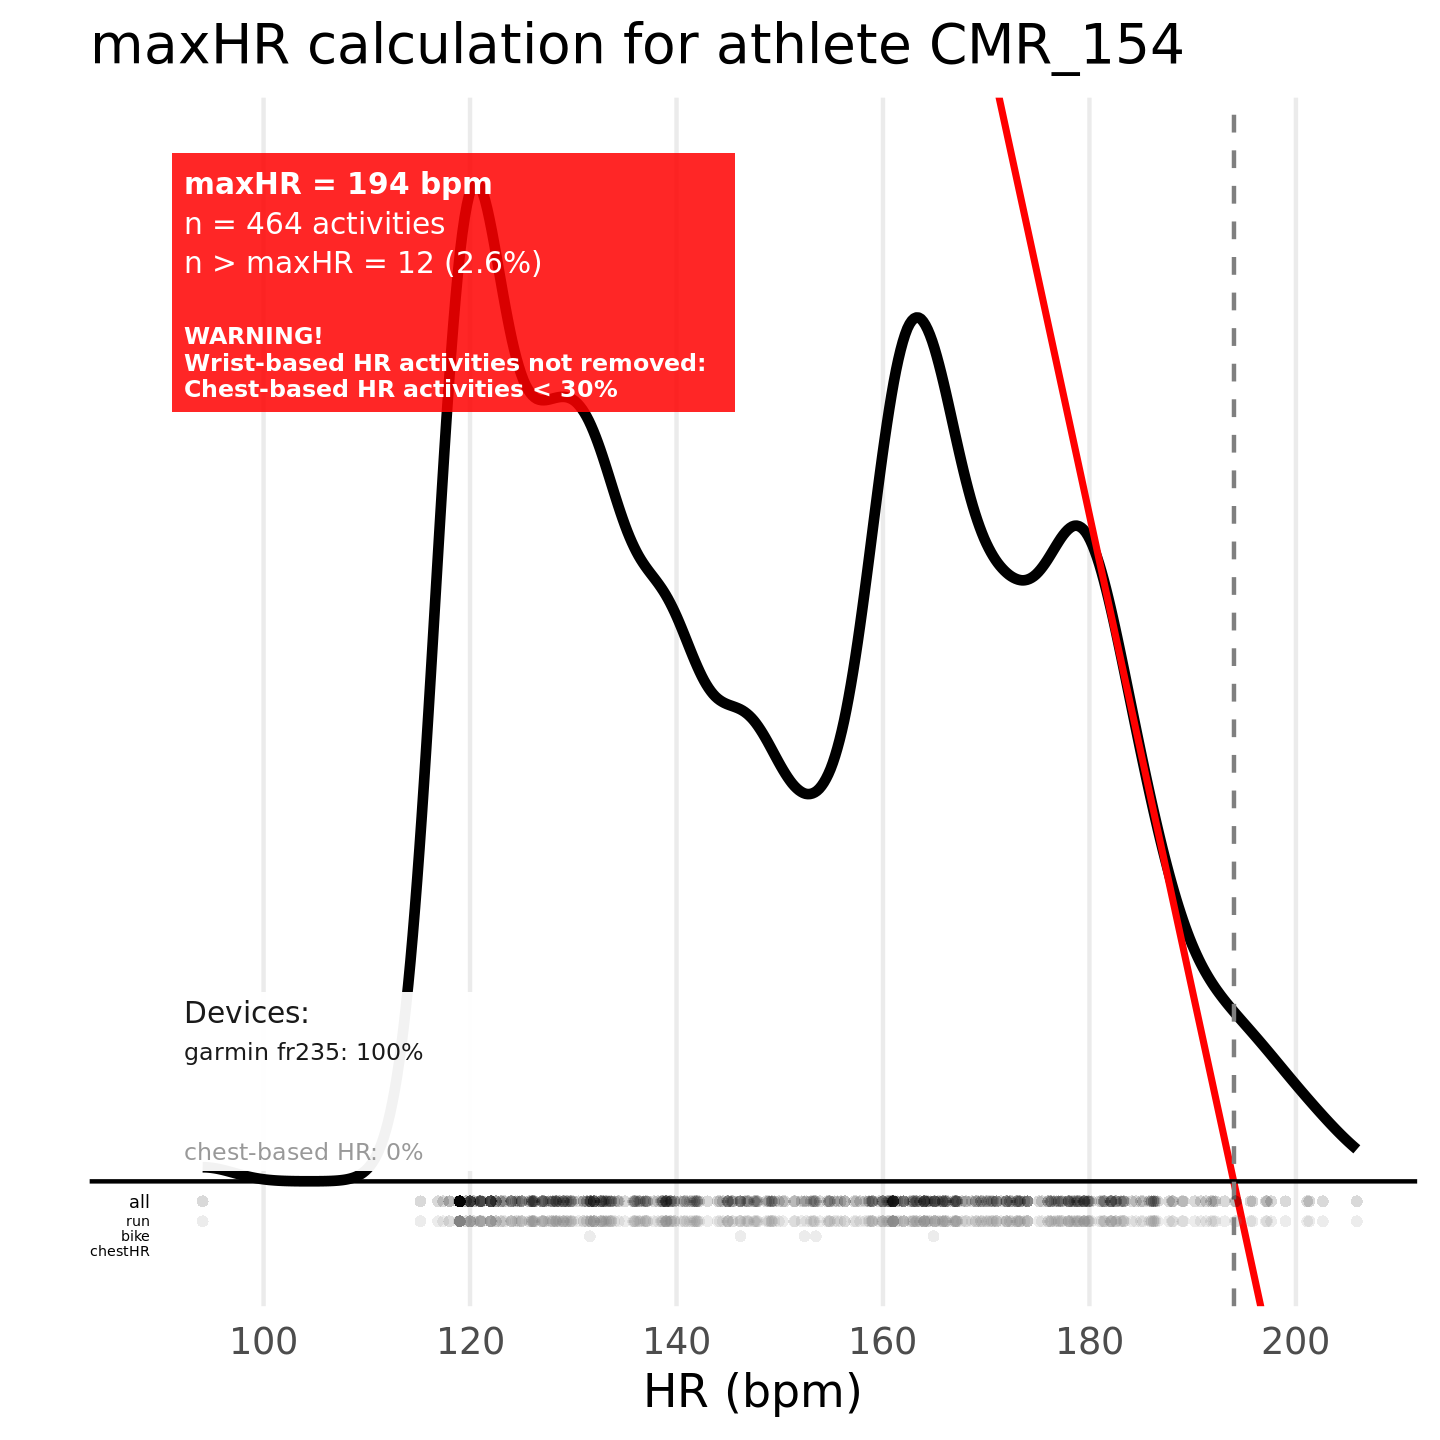 maxHR calculation for athlete CMR_154
maxHR = 194 bpm
n = 464 activities
n > maxHR = 12 (2.6%)
WARNING!
Wrist-based HR activities not removed:
Chest-based HR activities < 30%
Devices:
garmin fr235: 100%
chest-based HR: 0%
all
run
bike
chestHR
100 120 140 160 180 200
HR (bpm)